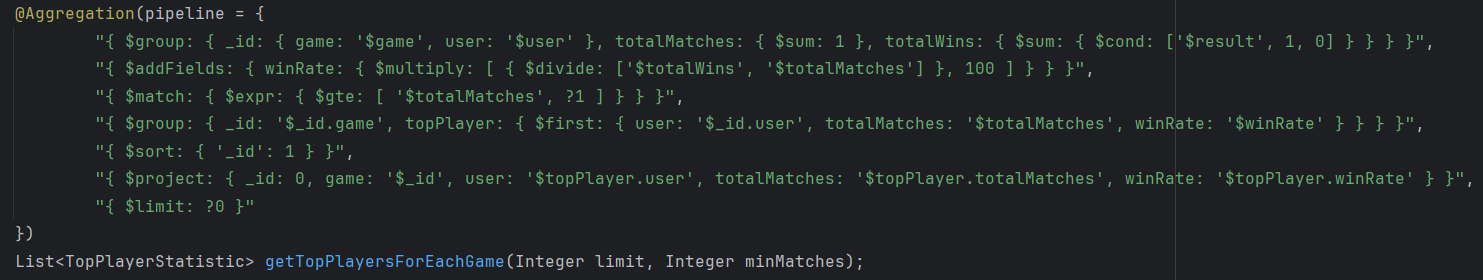 @Aggregation(pipeline = {
"{ $group: { _id: { game: '$game', user: '$user' }, totalMatches: { $sum: 1 }, totalWins: { $sum: { $cond: ['$result', 1, 0] } } } }",
"{ $addFields: { winRate: { $multiply: [ { $divide: ['$totalWins', '$totalMatches'] }, 100 ] } } }",
"{ $match: { $expr: { $gte: [ '$totalMatches', ?1 ] } } }",
"{ $group: { _id: '$_id.game', topPlayer: { $first: { user: '$_id.user', totalMatches: '$totalMatches', winRate: '$winRate' } } } }",
"{ $sort: { '_id': 1 } }",
"{ $project: { _id: 0, game: '$_id', user: '$topPlayer.user', totalMatches: '$topPlayer.totalMatches', winRate: '$topPlayer.winRate' } }",
"{ $limit: ?0 }"
})
List<TopPlayerStatistic> getTopPlayersForEachGame(Integer limit, Integer minMatches);